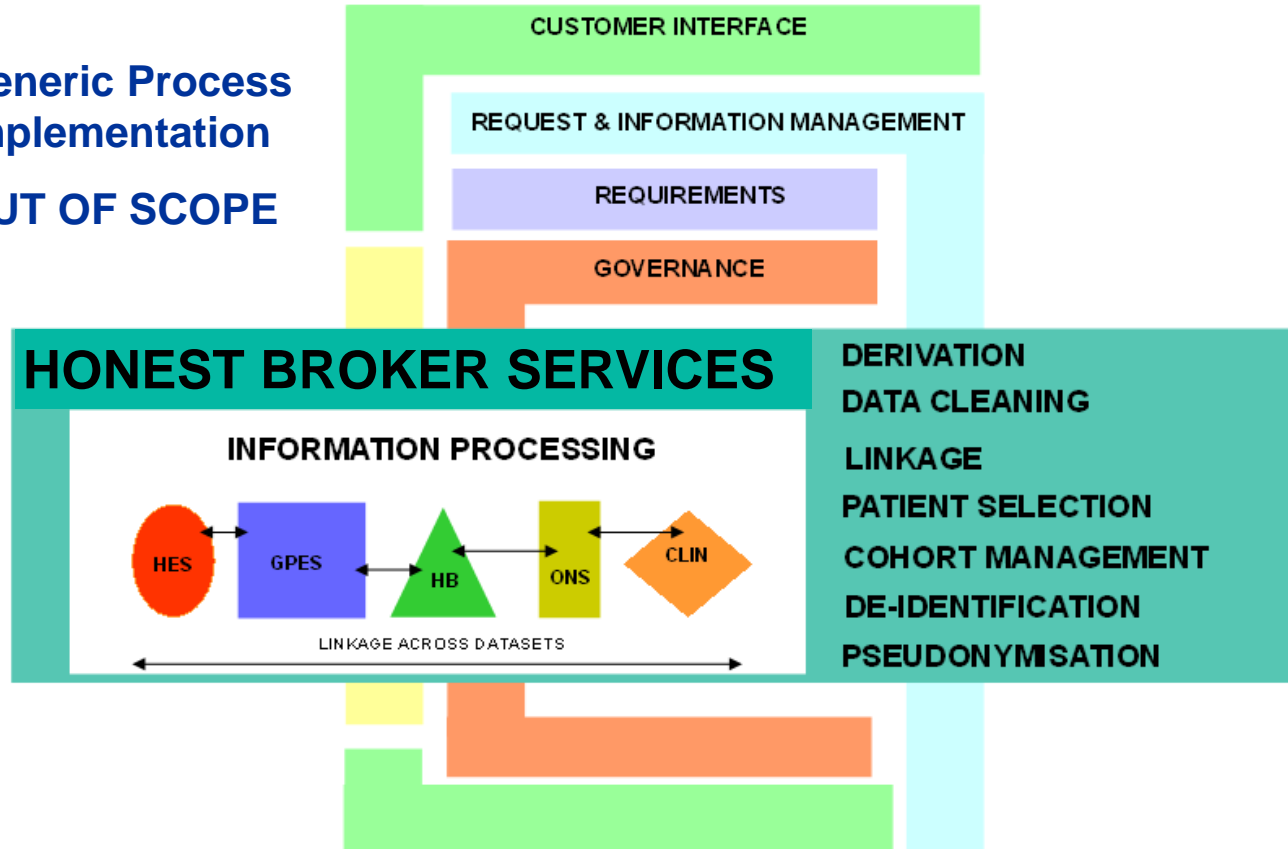 CUSTOMER INTERFACE
eneric Process
nplementation
UT OF SCOPE
REQUEST & INFORMATION MANAGEMENT
REQUIREMENTS
GOVERNANCE
HONEST BROKER SERVICES
INFORMATION PROCESSING
HES
GPES
HB
ONS
CLIN
LINKAGE ACROSS DATASETS
DERIVATION
DATA CLEANING
LINKAGE
PATIENT SELECTION
COHORT MANAGEMENT
DE-IDENTIFICATION
PSEUDONYMISATION